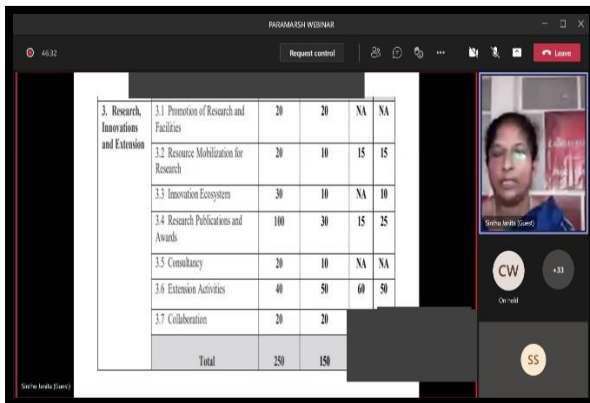 PARAMARSH WEBINAR
46:32
Request control
Leave
3. Research, Innovations and Extension
3.1 Promotion of Research and Facilities 20 20 NA NA
3.2 Resource Mobilization for Research 20 10 15 15
3.3 Innovation Ecosystem 30 10 NA 10
3.4 Research Publications and Awards 100 30 15 25
3.5 Consultancy 20 10 NA NA
3.6 Extension Activities 40 50 60 50
3.7 Collaboration 20 20
Total 250 150
(Guest)
CW
+33
On hold
SS
(Guest)